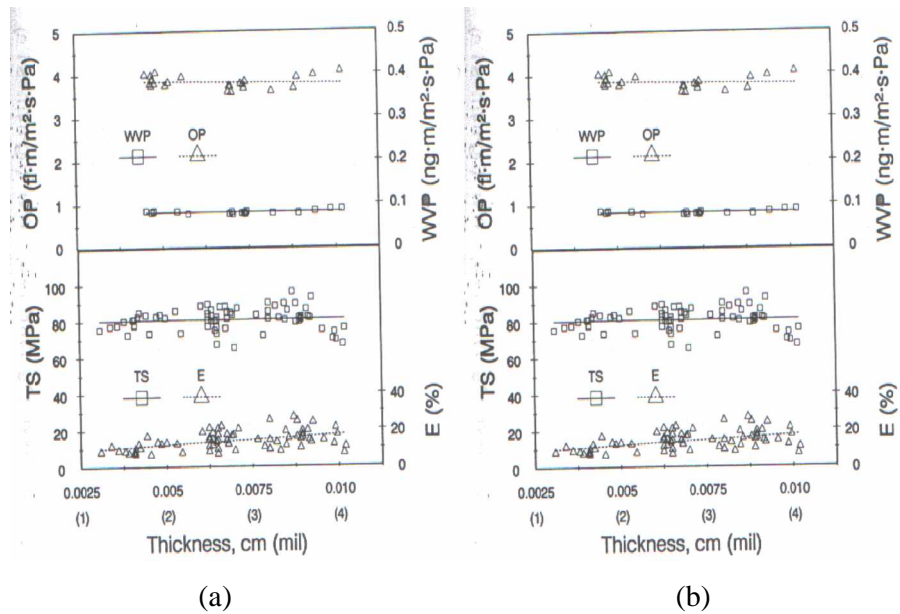 5
4
3
2
1
0
OP (fl·m/m²·s·Pa)
0.5
0.4
0.3
0.2
0.1
0
WVP (ng·m/m²·s·Pa)
WVP OP
100
80
60
40
20
0
TS (MPa)
40
20
0
E (%)
TS E
0.0025 0.005 0.0075 0.010
(1) (2) (3) (4)
Thickness, cm (mil)
(a)
5
4
3
2
1
0
OP (fl·m/m²·s·Pa)
0.5
0.4
0.3
0.2
0.1
0
WVP (ng·m/m²·s·Pa)
WVP OP
100
80
60
40
20
0
TS (MPa)
40
20
0
E (%)
TS E
0.0025 0.005 0.0075 0.010
(1) (2) (3) (4)
Thickness, cm (mil)
(b)